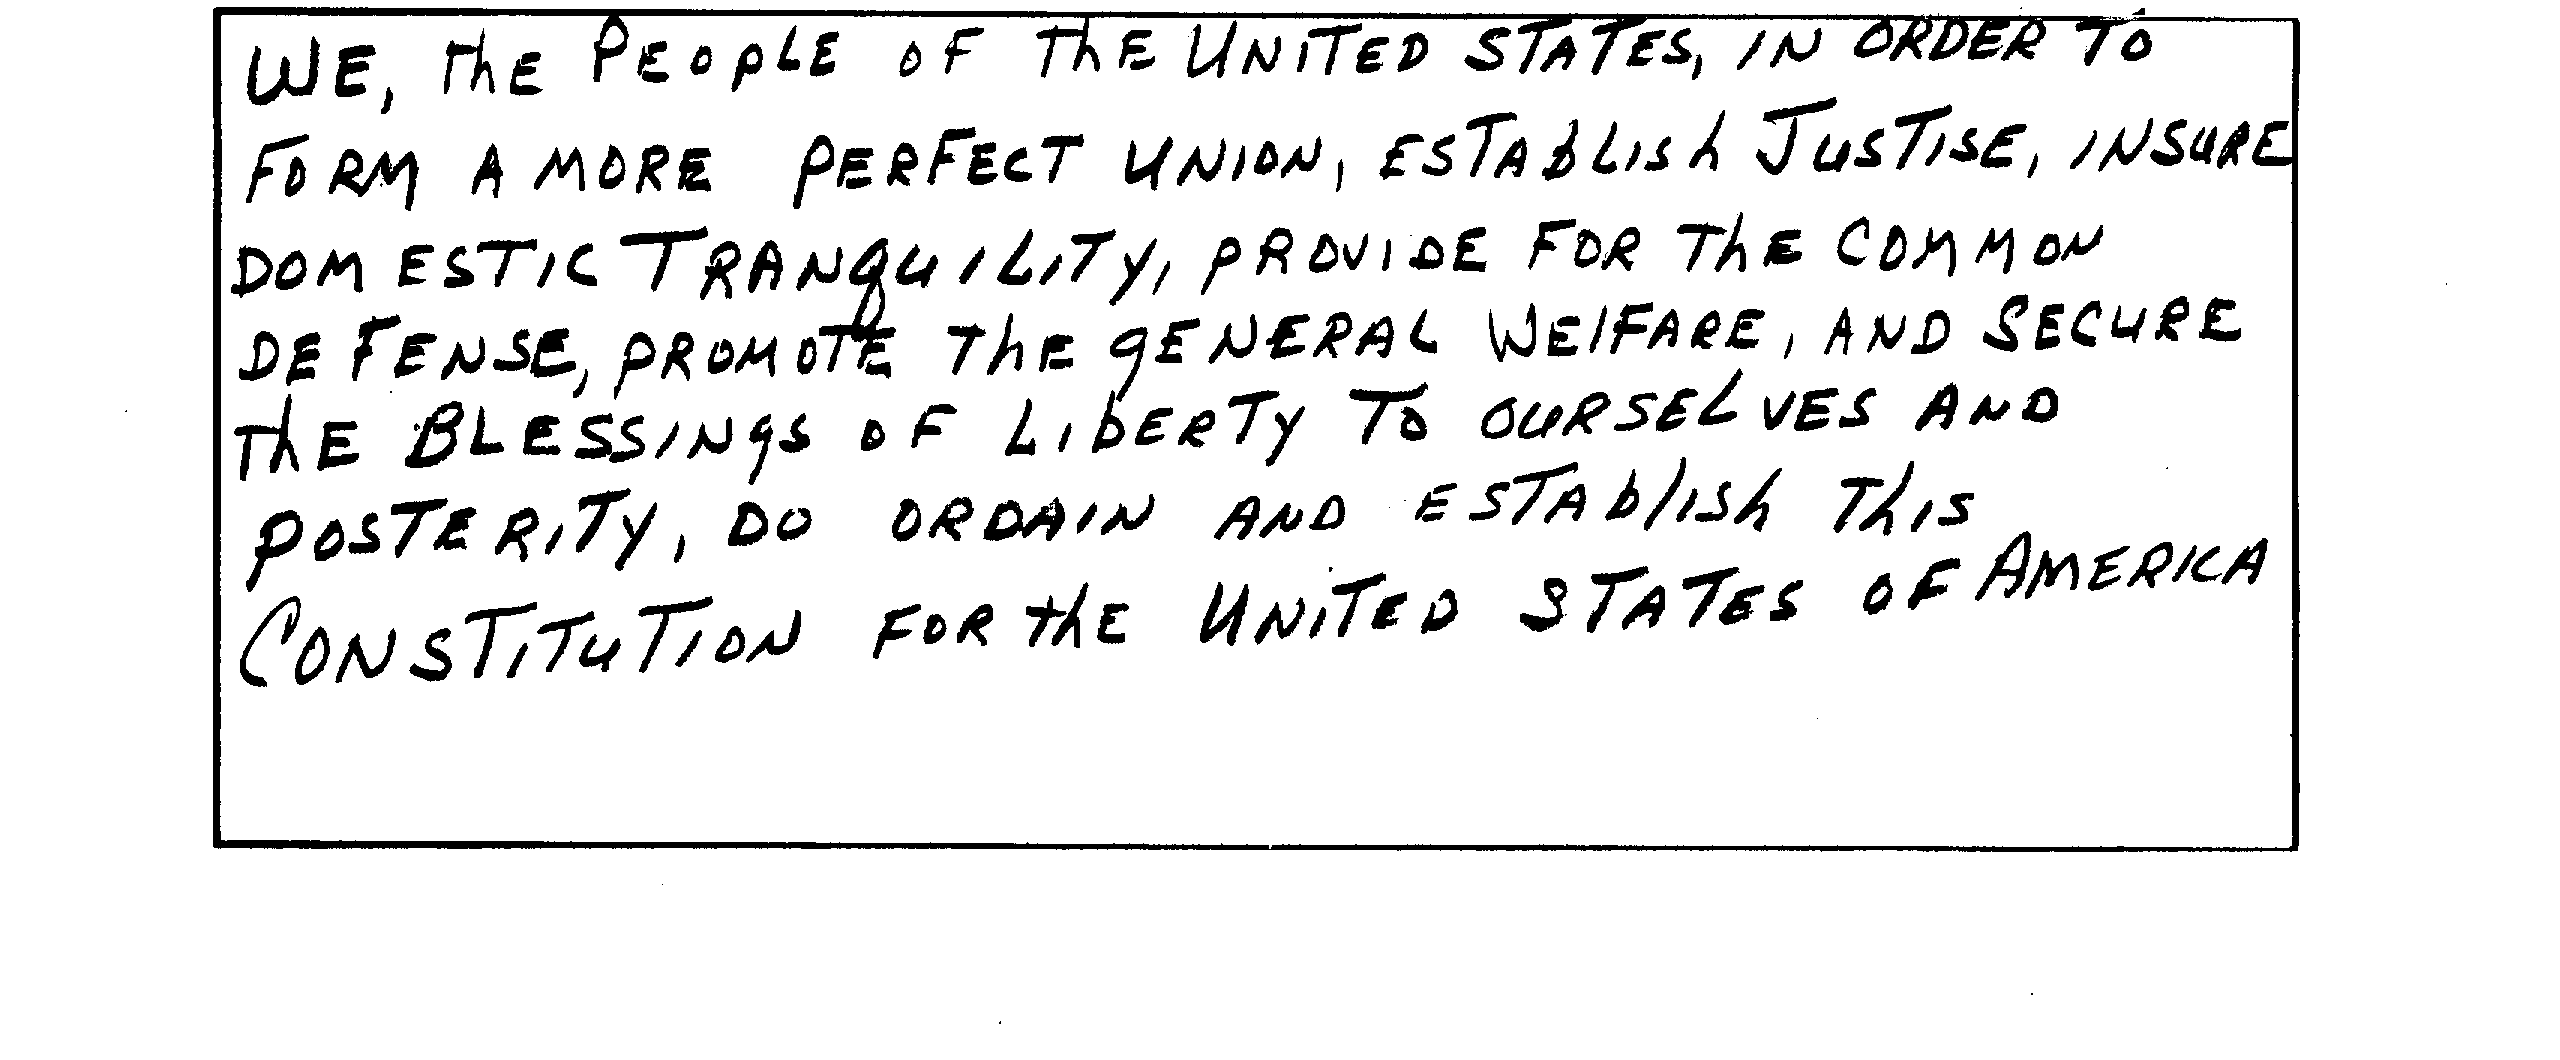 WE, the PEOPLE OF ThE UNITED STATES, IN ORDER TO
FORM A MORE PERFECT UNION, ESTAbLISh JUSTISE, INSURE
DOMESTIC TRANqUILITY, PROVIDE FOR ThE COMMON
DEFENSE, PROMOTE ThE gENERAL WElFARE, AND SECURE
ThE BLESSINgS OF LIbERTY TO OURSELVES AND
POSTERITY, DO ORDAIN AND ESTAblISh ThIS
CONSTITUTION FOR thE UNITED STATES OF AMERICA